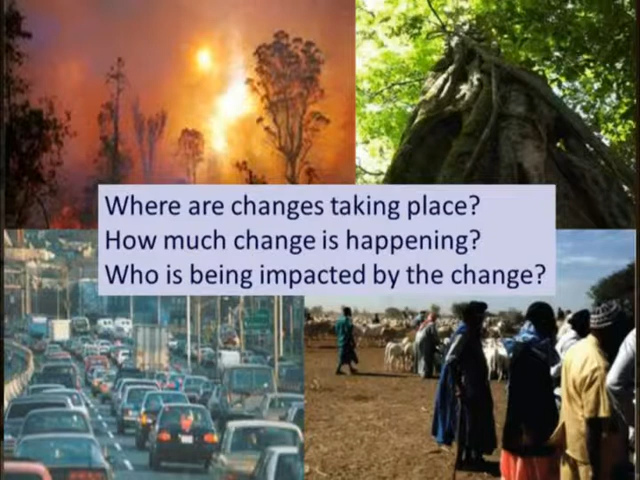 Where are changes taking place?
How much change is happening?
Who is being impacted by the change?